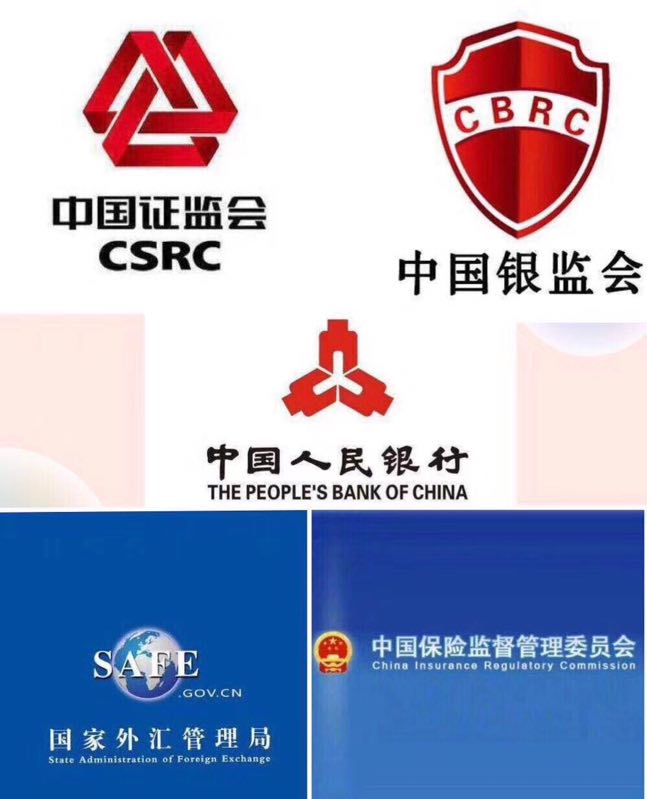 中国证监会
CSRC
CBRC
中国银监会
中国人民银行
THE PEOPLE'S BANK OF CHINA
SAFE
.GOV.CN
国家外汇管理局
State Administration of Foreign Exchange
中国保险监督管理委员会
China Insurance Regulatory Commission